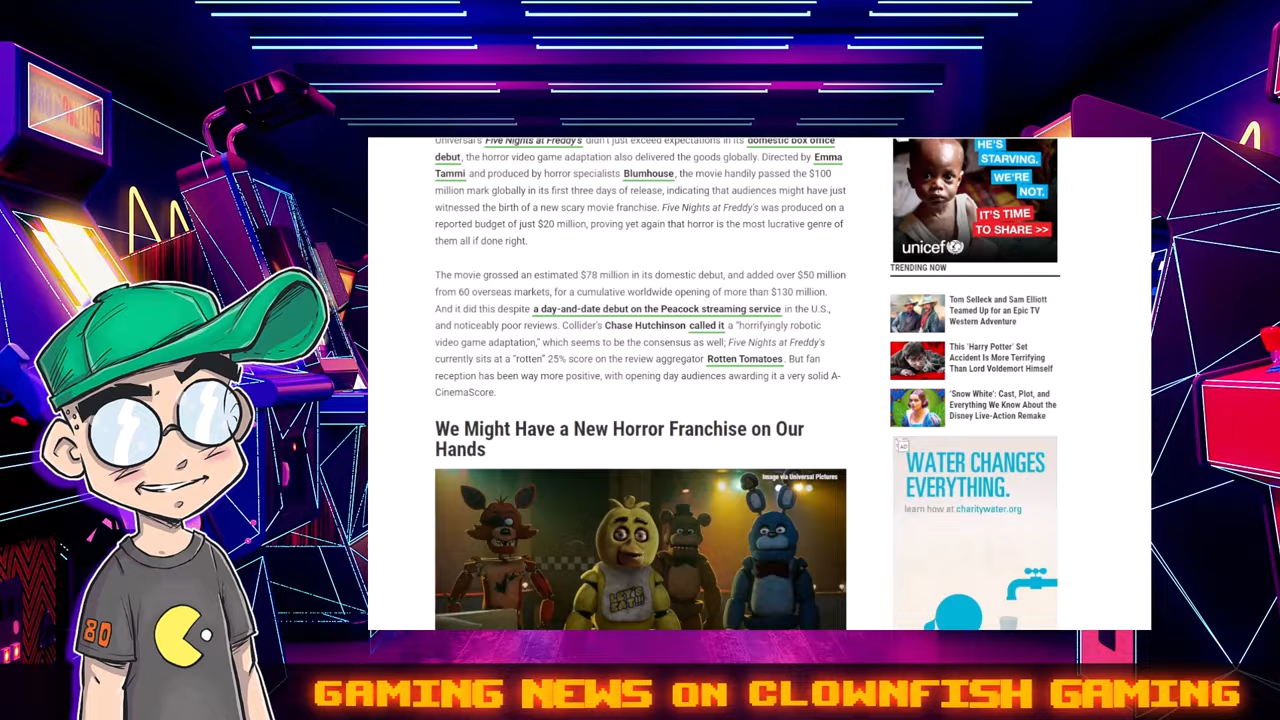 Universal's Five Nights at Freddy's didn't just exceed expectations in its domestic box office
debut, the horror video game adaptation also delivered the goods globally. Directed by Emma
Tammi and produced by horror specialists Blumhouse, the movie handily passed the $100
million mark globally in its first three days of release, indicating that audiences might have just
witnessed the birth of a new scary movie franchise. Five Nights at Freddy's was produced on a
reported budget of just $20 million, proving yet again that horror is the most lucrative genre of
them all if done right.
The movie grossed an estimated $78 million in its domestic debut, and added over $50 million
from 60 overseas markets, for a cumulative worldwide opening of more than $130 million.
And it did this despite a day-and-date debut on the Peacock streaming service in the U.S.,
and noticeably poor reviews. Collider's Chase Hutchinson called it a "horrifyingly robotic
video game adaptation," which seems to be the consensus as well; Five Nights at Freddy's
currently sits at a "rotten" 25% score on the review aggregator Rotten Tomatoes. But fan
reception has been way more positive, with opening day audiences awarding it a very solid A-
CinemaScore.
We Might Have a New Horror Franchise on Our
Hands
Image via Universal Pictures
LET'S
EAT!!!
HE'S
STARVING.
WE'RE
NOT.
IT'S TIME
TO SHARE >>
unicef
TRENDING NOW
Tom Selleck and Sam Elliott
Teamed Up for an Epic TV
Western Adventure
This 'Harry Potter' Set
Accident Is More Terrifying
Than Lord Voldemort Himself
'Snow White': Cast, Plot, and
Everything We Know About the
Disney Live-Action Remake
AD
WATER CHANGES
EVERYTHING.
learn how at charitywater.org
80
GAMING NEWS ON CLOWNFISH GAMING